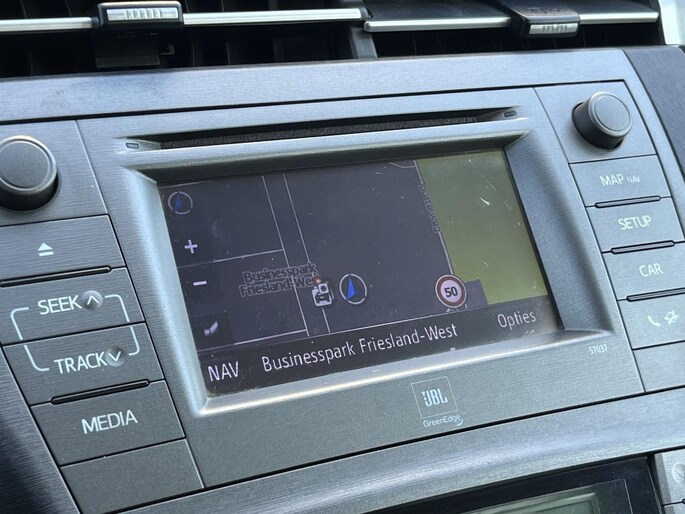 MAP NAV
SETUP
CAR
SEEK
TRACK
MEDIA
+
-
Businesspark
Friesland-West
50
NAV
Businesspark Friesland-West
Opties
57037
JBL
GreenEdge